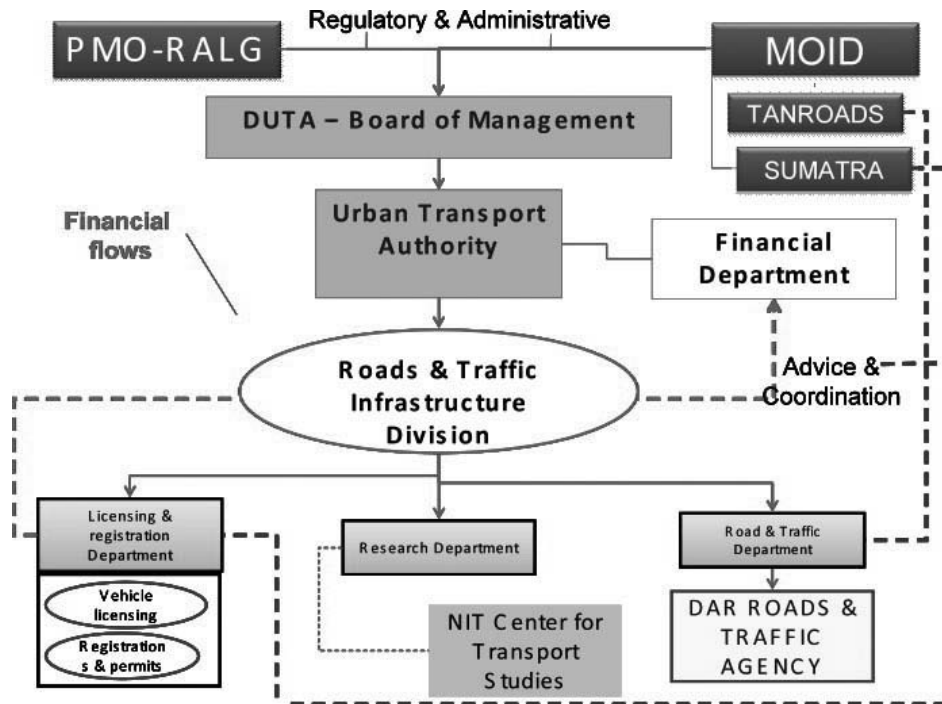 Regulatory & Administrative
PMO-RALG
MOID
TANROADS
SUMATRA
DUTA – Board of Management
Urban Transport
Authority
Financial
flows
Financial
Department
Roads & Traffic
Infrastructure
Division
Advice &
Coordination
Licensing &
registration
Department
Vehicle
licensing
Registration
s & permits
Research Department
NIT Center for
Transport
Studies
Road & Traffic
Department
DAR ROADS &
TRAFFIC
AGENCY